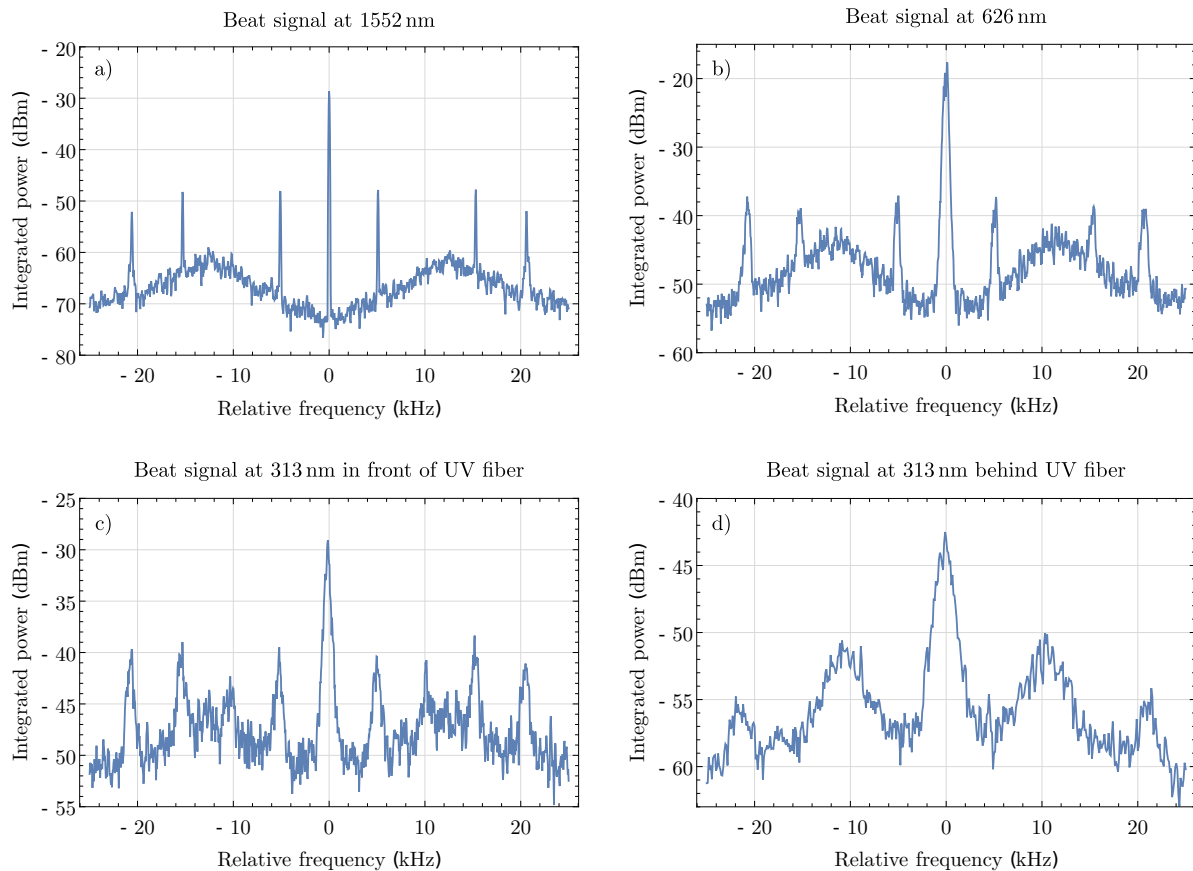 Beat signal at 1552 nm
a)
Integrated power (dBm)
- 20
- 30
- 40
- 50
- 60
- 70
- 80
- 20
- 10
0
10
20
Relative frequency (kHz)
Beat signal at 626 nm
b)
Integrated power (dBm)
- 20
- 30
- 40
- 50
- 60
- 20
- 10
0
10
20
Relative frequency (kHz)
Beat signal at 313 nm in front of UV fiber
c)
Integrated power (dBm)
- 25
- 30
- 35
- 40
- 45
- 50
- 55
- 20
- 10
0
10
20
Relative frequency (kHz)
Beat signal at 313 nm behind UV fiber
d)
Integrated power (dBm)
- 40
- 45
- 50
- 55
- 60
- 20
- 10
0
10
20
Relative frequency (kHz)